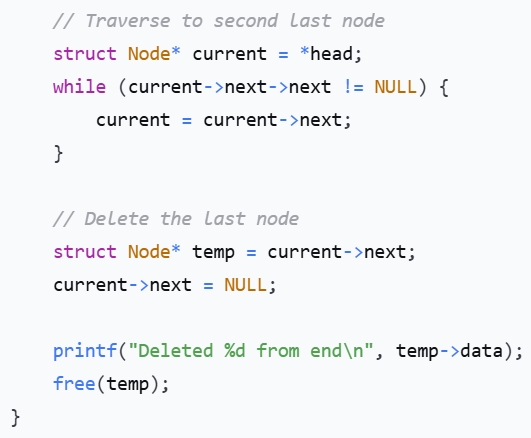 // Traverse to second last node
struct Node* current = *head;
while (current->next->next != NULL) {
current = current->next;
}
// Delete the last node
struct Node* temp = current->next;
current->next = NULL;
printf("Deleted %d from end\n", temp->data);
free(temp);
}